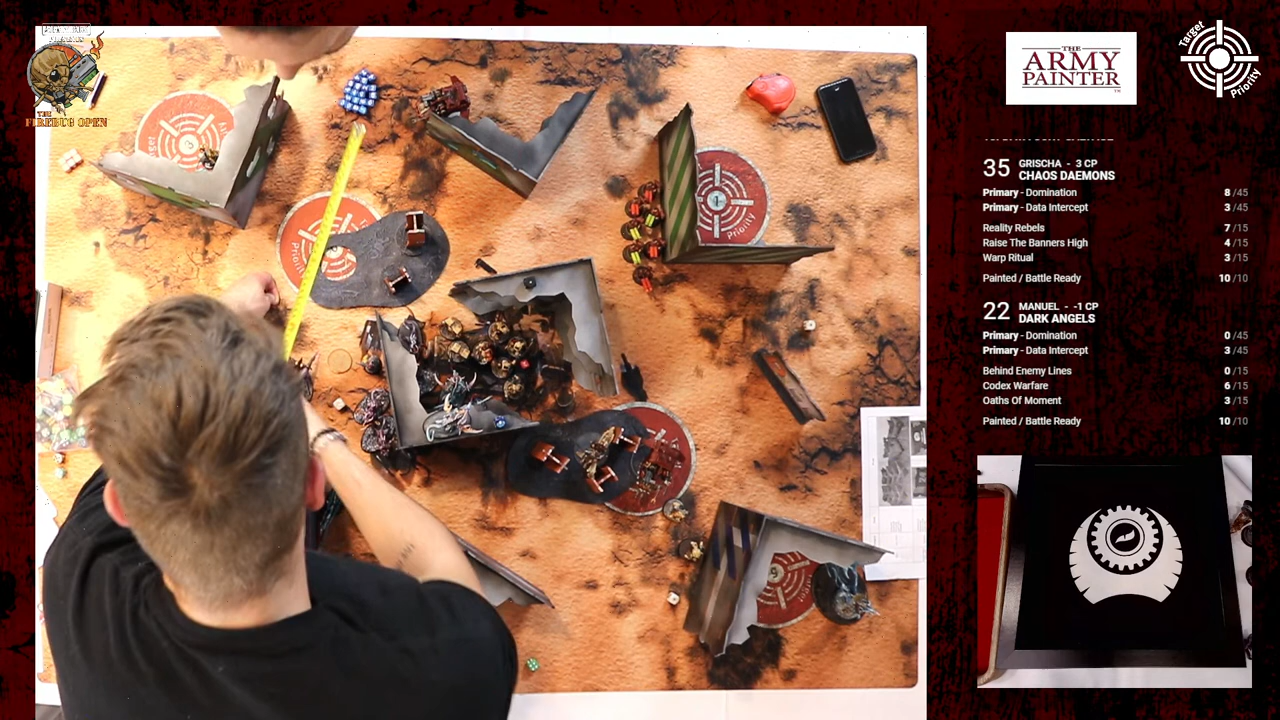 THE
FIREBUG OPEN
Priority
Priority
THE
ARMY
PAINTER
Target
Priority
35 GRISCHA - 3 CP
CHAOS DAEMONS
Primary - Domination 8 /45
Primary - Data Intercept 3 /45
Reality Rebels 7 /15
Raise The Banners High 4 /15
Warp Ritual 3 /15
Painted / Battle Ready 10 /10
22 MANUEL - -1 CP
DARK ANGELS
Primary - Domination 0 /45
Primary - Data Intercept 3 /45
Behind Enemy Lines 0 /15
Codex Warfare 6 /15
Oaths Of Moment 3 /15
Painted / Battle Ready 10 /10